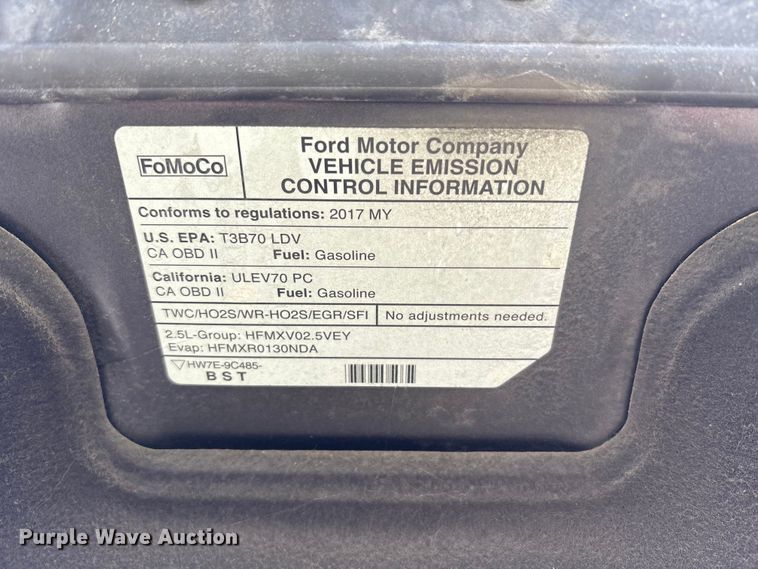 FoMoCo
Ford Motor Company
VEHICLE EMISSION
CONTROL INFORMATION
Conforms to regulations: 2017 MY
U.S. EPA: T3B70 LDV
CA OBD II Fuel: Gasoline
California: ULEV70 PC
CA OBD II Fuel: Gasoline
TWC/HO2S/WR-HO2S/EGR/SFI No adjustments needed.
2.5L-Group: HFMXV02.5VEY
Evap: HFMXR0130NDA
HW7E-9C485-
BST
Purple Wave Auction